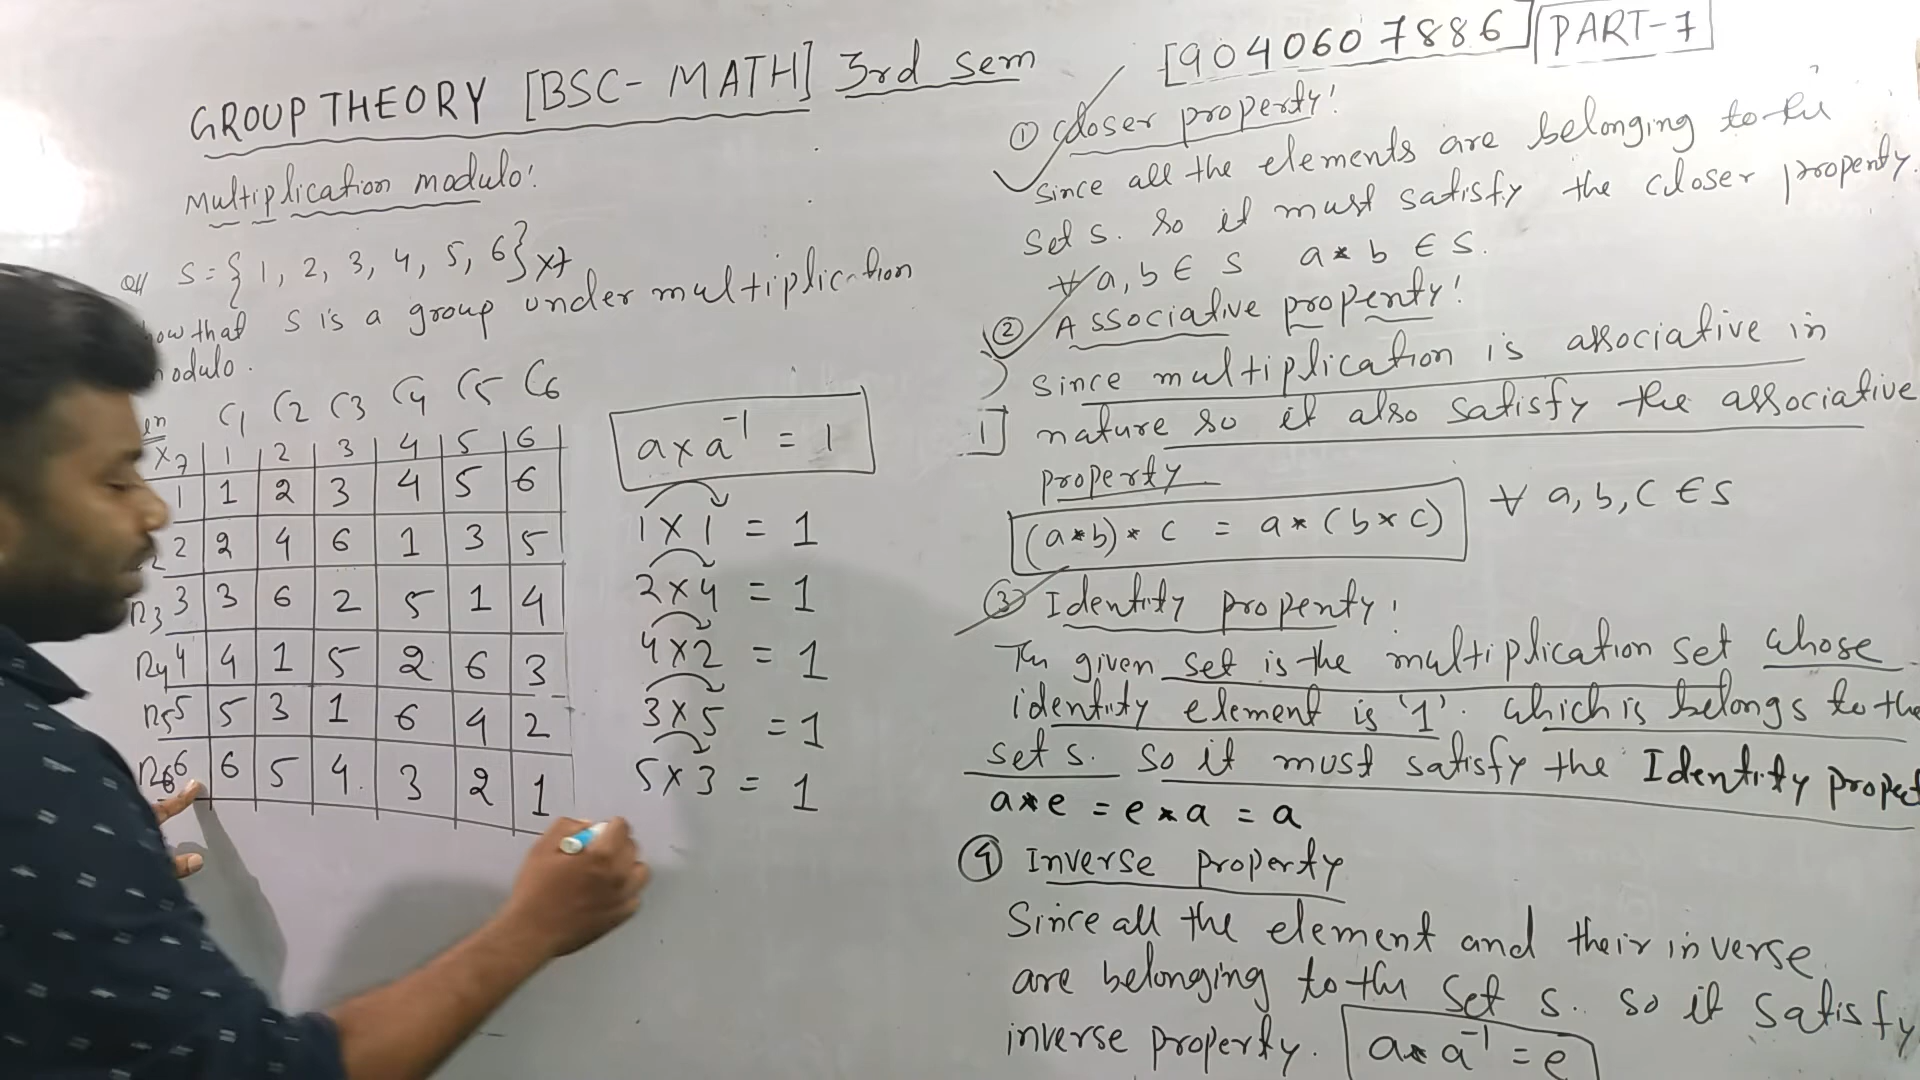 GROUP THEORY [BSC- MATH] 3rd sem
[9040607886] PART-7
Multiplication modulo!
Q// S = { 1, 2, 3, 4, 5, 6} x7
how that S is a group under multiplication
modulo.
C1 C2 C3 C4 C5 C6
x7 1 2 3 4 5 6
1 1 2 3 4 5 6
2 2 4 6 1 3 5
R3 3 3 6 2 5 1 4
R4 4 4 1 5 2 6 3
R5 5 5 3 1 6 4 2
R6 6 6 5 4 3 2 1
a x a⁻¹ = 1
1 x 1 = 1
2 x 4 = 1
4 x 2 = 1
3 x 5 = 1
5 x 3 = 1
① Closer property!
Since all the elements are belonging to the
Set s. So it must satisfy the closer property.
∀ a, b ∈ S a * b ∈ S.
② Associative property!
Since multiplication is associative in
nature so it also satisfy the associative
property
(a*b)* c = a* (b x c) ∀ a, b, c ∈ S
③ Identity property!
The given set is the multiplication set whose
identity element is '1'. which is belongs to the
set s. So it must satisfy the Identity propert
a*e = e*a = a
④ Inverse property
Since all the element and their inverse
are belonging to the Set s. So it satisfy
inverse property. a*a⁻¹ = e